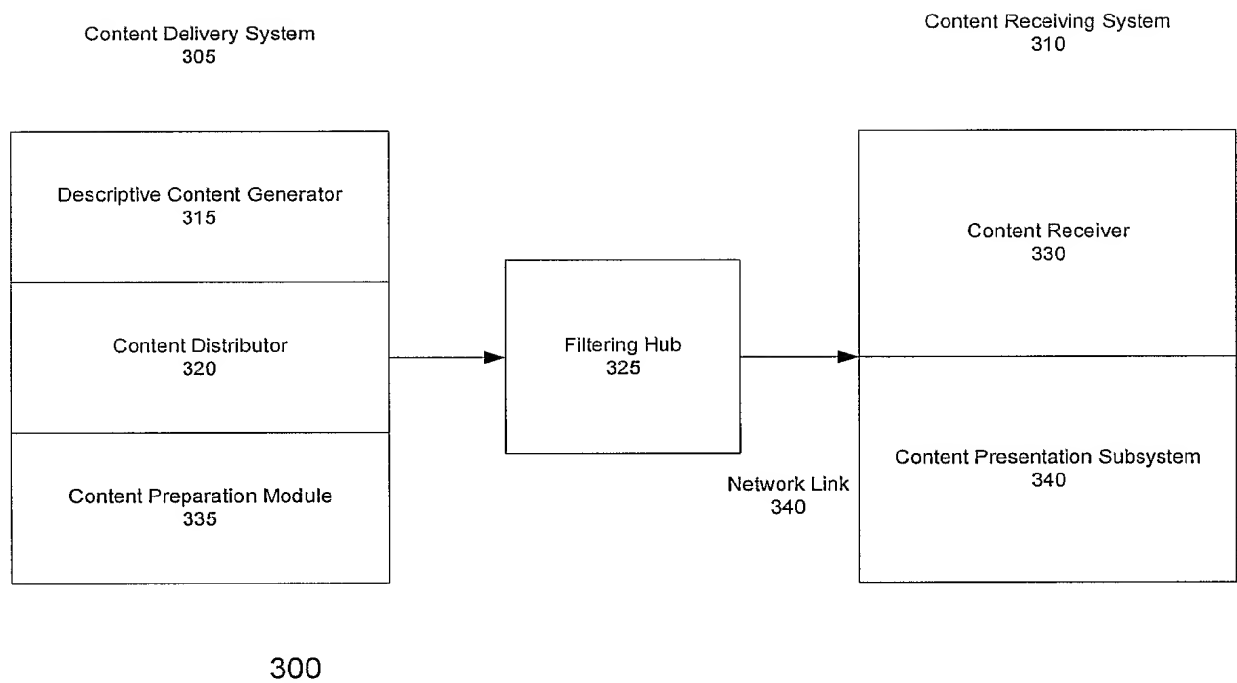 Content Delivery System
305
Content Receiving System
310
Descriptive Content Generator
315
Content Distributor
320
Content Preparation Module
335
Filtering Hub
325
Network Link
340
Content Receiver
330
Content Presentation Subsystem
340
300